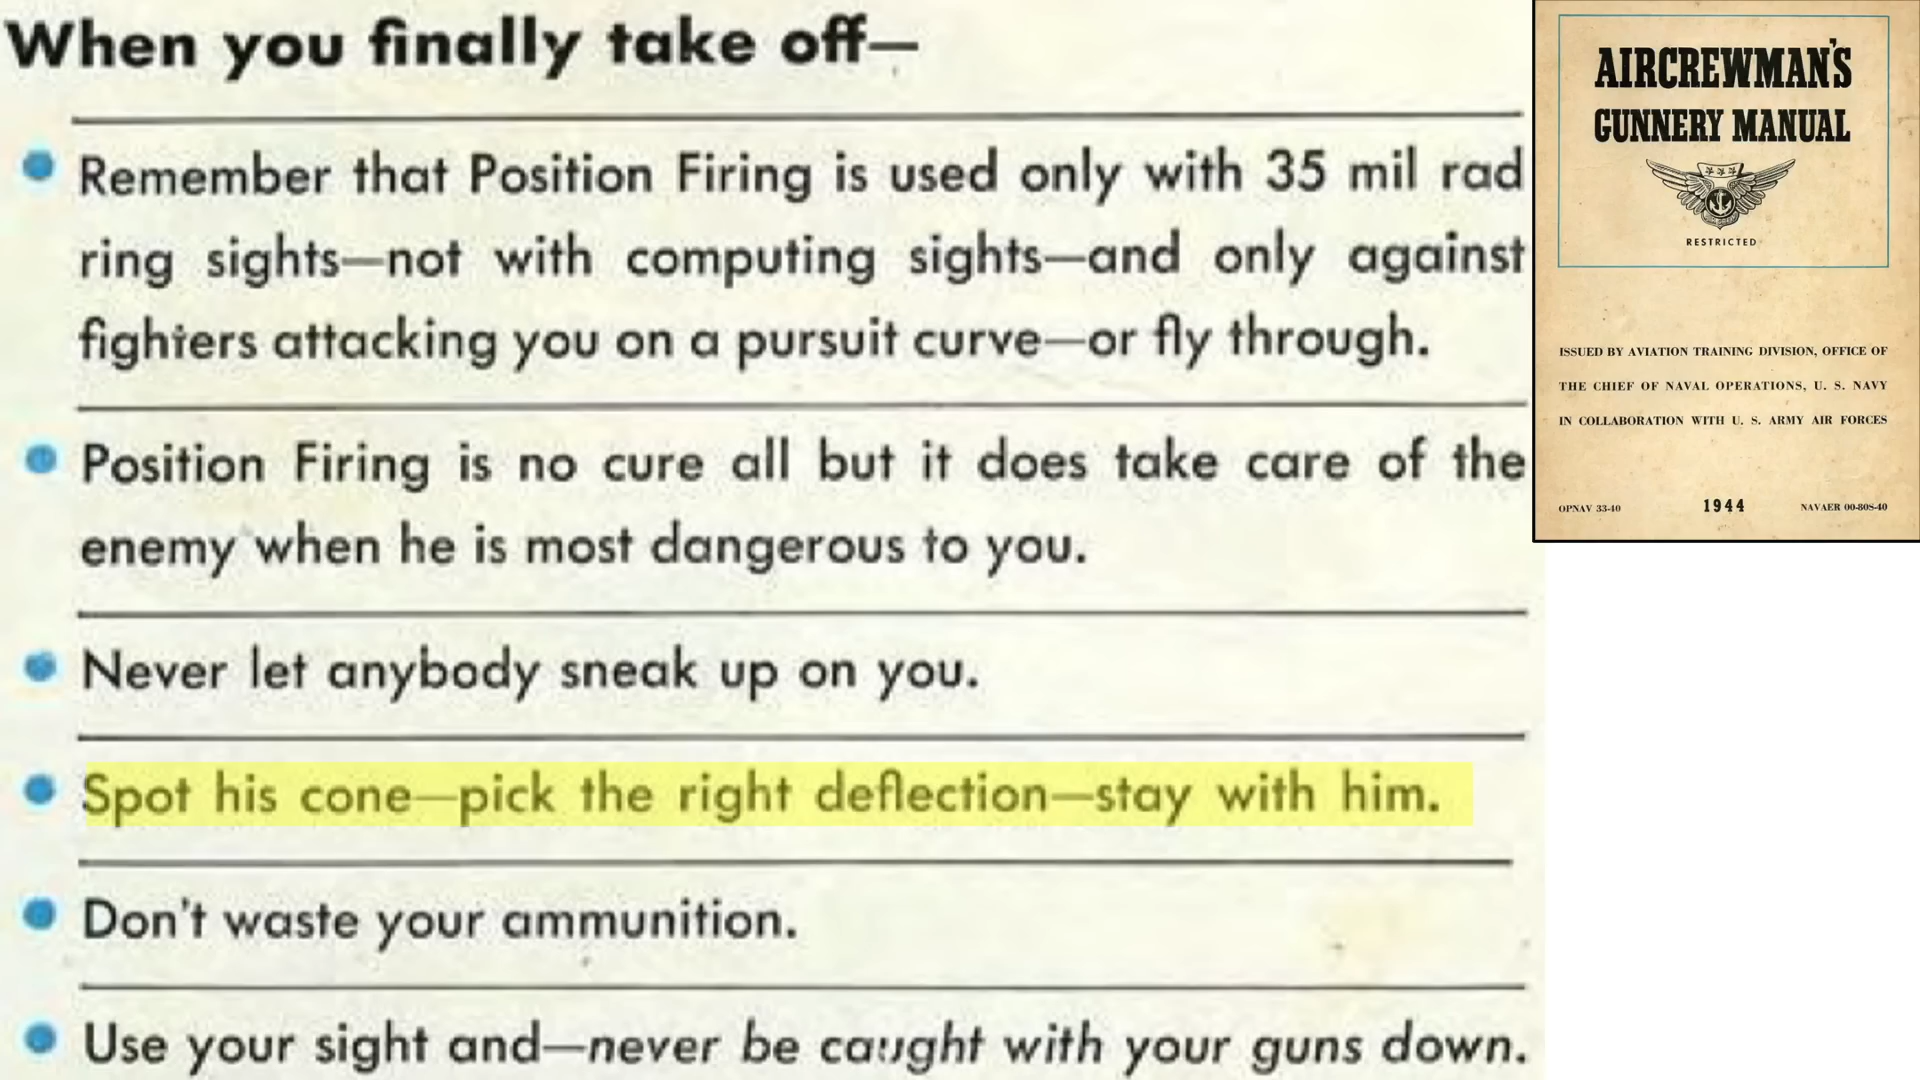 When you finally take off—
Remember that Position Firing is used only with 35 mil rad
ring sights—not with computing sights—and only against
fighters attacking you on a pursuit curve—or fly through.
Position Firing is no cure all but it does take care of the
enemy when he is most dangerous to you.
Never let anybody sneak up on you.
Spot his cone—pick the right deflection—stay with him.
Don't waste your ammunition.
Use your sight and—never be caught with your guns down.
AIRCREWMAN'S
GUNNERY MANUAL
RESTRICTED
ISSUED BY AVIATION TRAINING DIVISION, OFFICE OF
THE CHIEF OF NAVAL OPERATIONS, U. S. NAVY
IN COLLABORATION WITH U. S. ARMY AIR FORCES
OPNAV 33-40
1944
NAVAER 00-80S-40